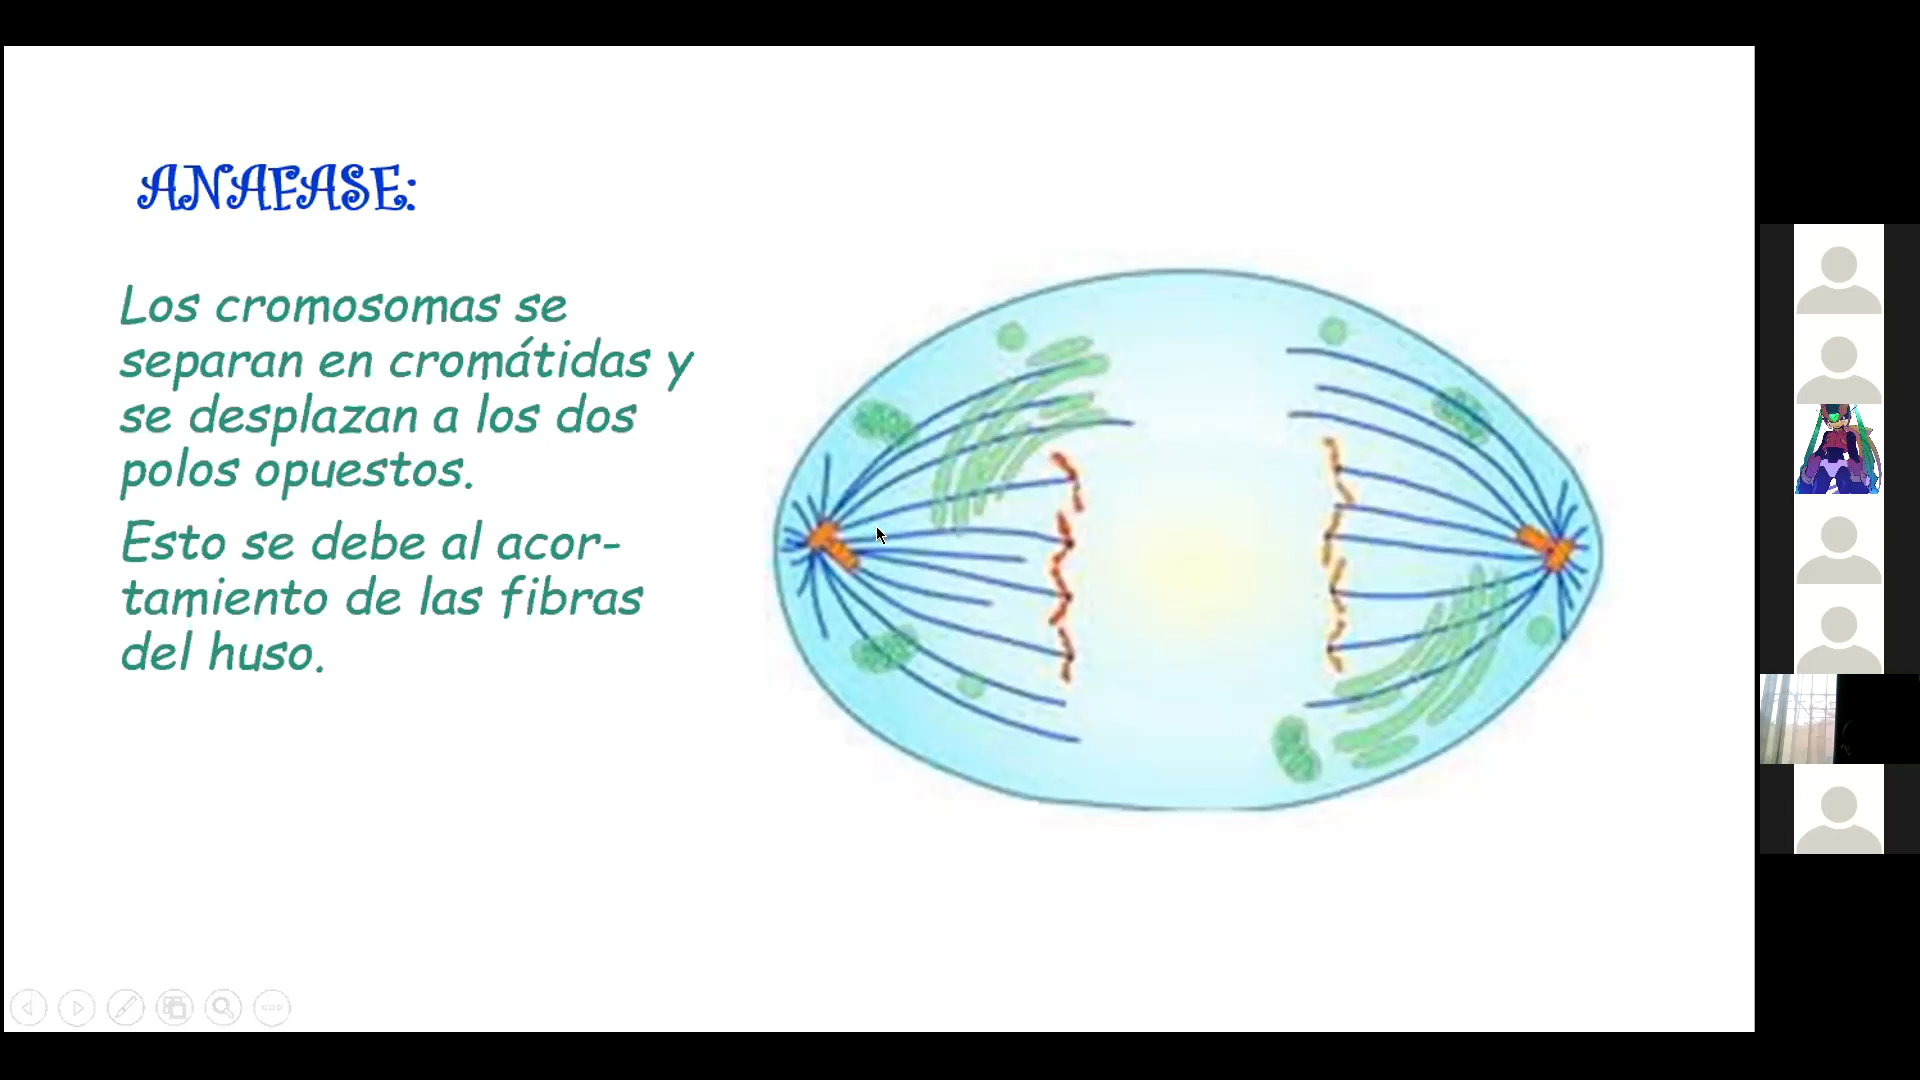 ANAFASE:
Los cromosomas se
separan en cromátidas y
se desplazan a los dos
polos opuestos.
Esto se debe al acor-
tamiento de las fibras
del huso.